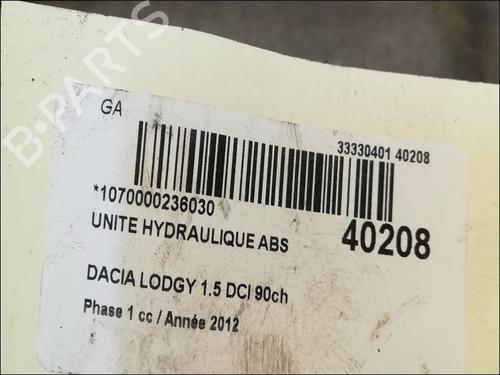 B-PARTS
GA
33330401 40208
*1070000236030
UNITE HYDRAULIQUE ABS
40208
DACIA LODGY 1.5 DCI 90ch
Phase 1 cc / Année 2012